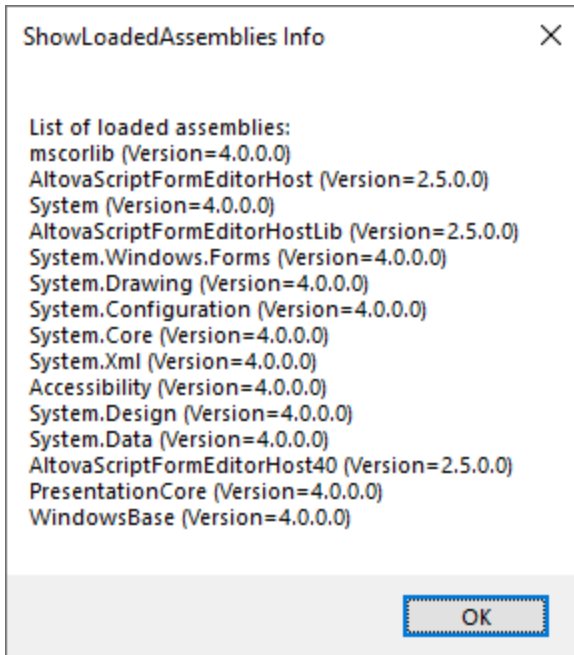 ShowLoadedAssemblies Info
List of loaded assemblies:
mscorlib (Version=4.0.0.0)
AltovaScriptFormEditorHost (Version=2.5.0.0)
System (Version=4.0.0.0)
AltovaScriptFormEditorHostLib (Version=2.5.0.0)
System.Windows.Forms (Version=4.0.0.0)
System.Drawing (Version=4.0.0.0)
System.Configuration (Version=4.0.0.0)
System.Core (Version=4.0.0.0)
System.Xml (Version=4.0.0.0)
Accessibility (Version=4.0.0.0)
System.Design (Version=4.0.0.0)
System.Data (Version=4.0.0.0)
AltovaScriptFormEditorHost40 (Version=2.5.0.0)
PresentationCore (Version=4.0.0.0)
WindowsBase (Version=4.0.0.0)
OK